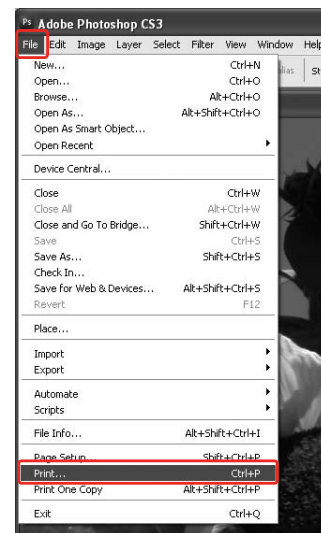 Ps Adobe Photoshop CS3
File Edit Image Layer Select Filter View Window Help
New... Ctrl+N
Open... Ctrl+O
Browse... Alt+Ctrl+O
Open As... Alt+Shift+Ctrl+O
Open As Smart Object...
Open Recent
Device Central...
Close Ctrl+W
Close All Alt+Ctrl+W
Close and Go To Bridge... Shift+Ctrl+W
Save Ctrl+S
Save As... Shift+Ctrl+S
Check In...
Save for Web & Devices... Alt+Shift+Ctrl+S
Revert F12
Place...
Import
Export
Automate
Scripts
File Info... Alt+Shift+Ctrl+I
Page Setup... Shift+Ctrl+P
Print... Ctrl+P
Print One Copy Alt+Shift+Ctrl+P
Exit Ctrl+Q